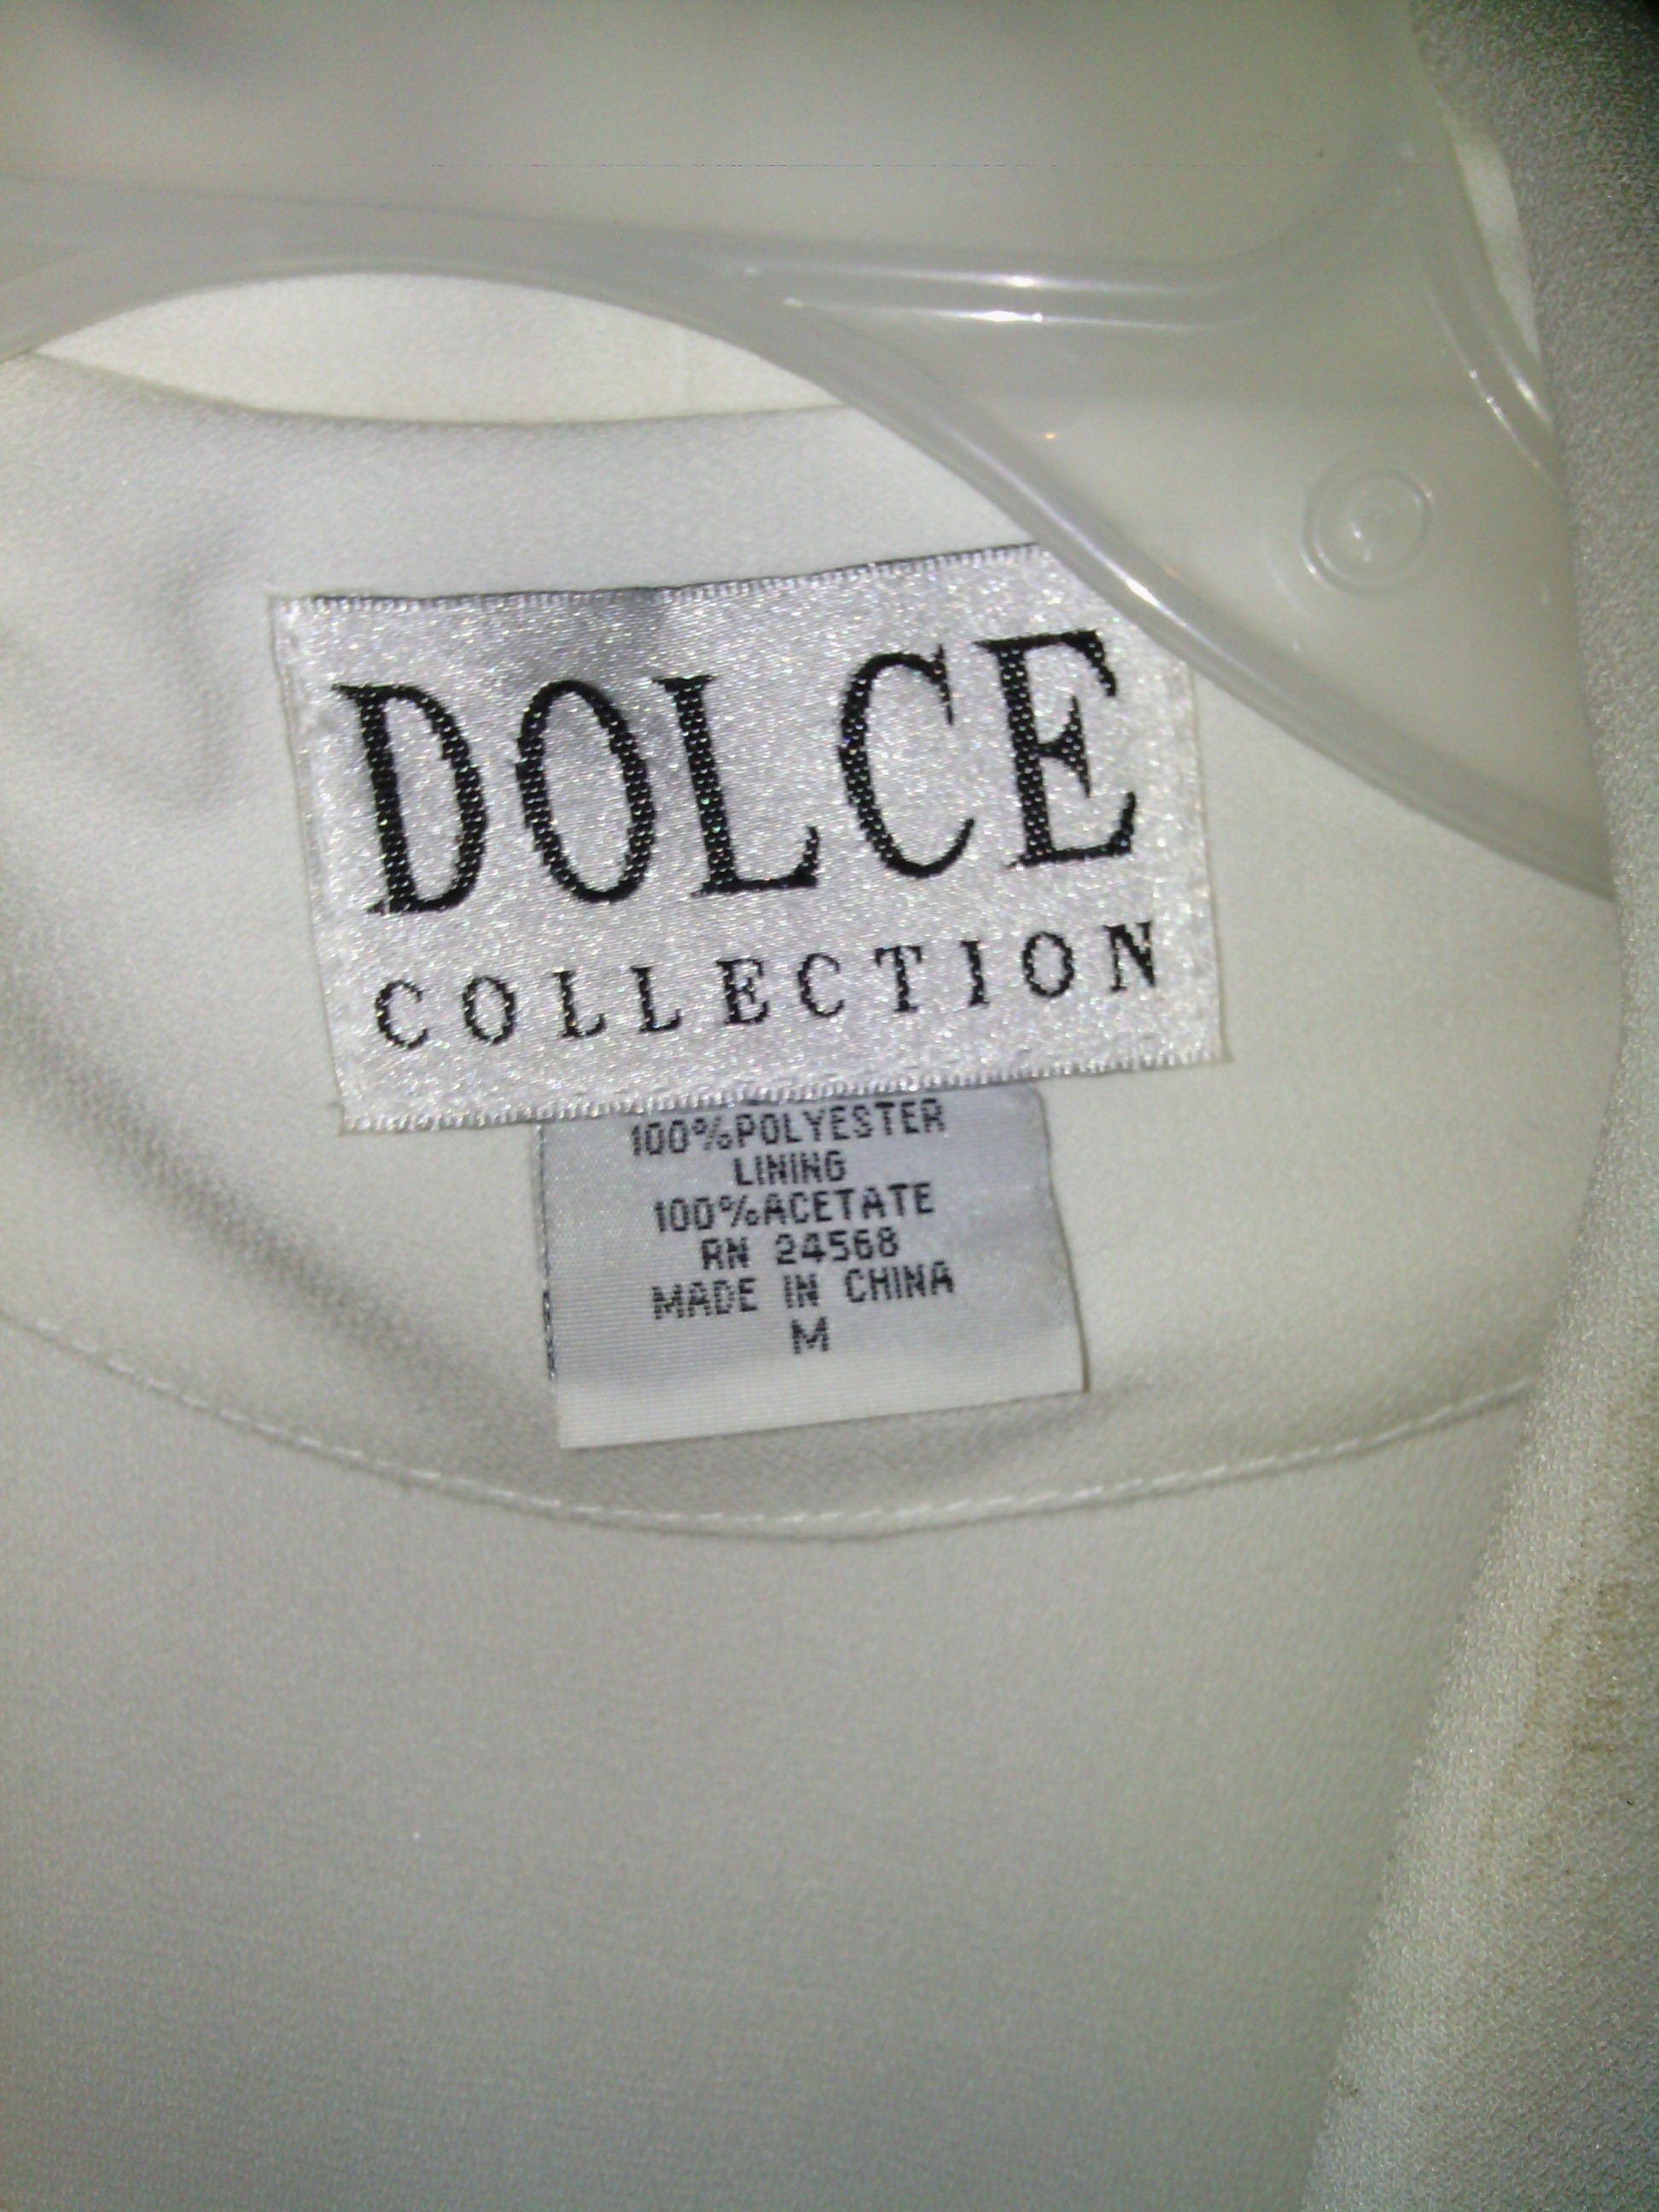 DOLCE
COLLECTION
100%POLYESTER
LINING
100%ACETATE
RN 24568
MADE IN CHINA
M